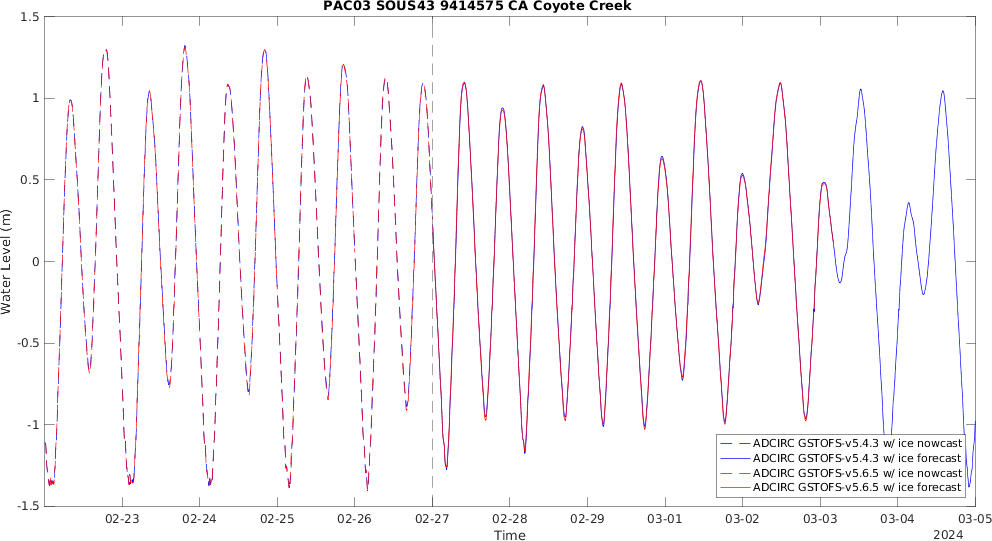 PAC03 SOUS43 9414575 CA Coyote Creek
1.5
1
0.5
0
-0.5
-1
-1.5
Water Level (m)
ADCIRC GSTOFS-v5.4.3 w/ ice nowcast
ADCIRC GSTOFS-v5.4.3 w/ ice forecast
ADCIRC GSTOFS-v5.6.5 w/ ice nowcast
ADCIRC GSTOFS-v5.6.5 w/ ice forecast
02-23 02-24 02-25 02-26 02-27 02-28 02-29 03-01 03-02 03-03 03-04 03-05
Time
2024